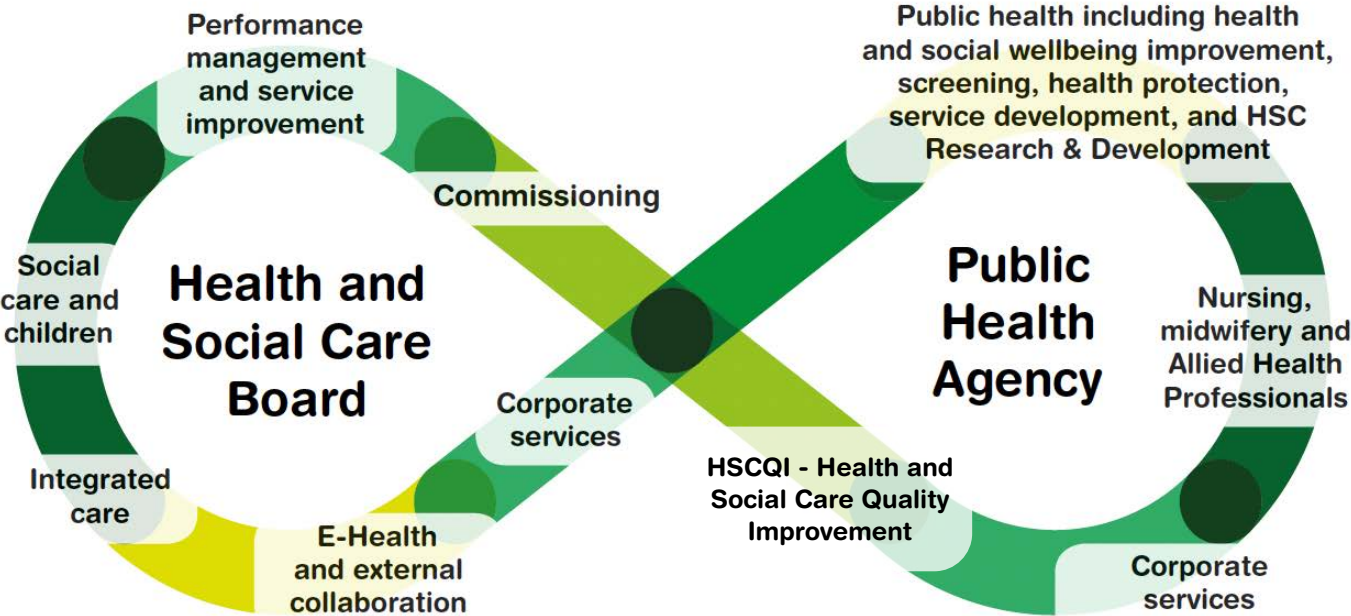 Performance
management
and service
improvement
Commissioning
Social
care and
children
Health and
Social Care
Board
Corporate
services
Integrated
care
E-Health
and external
collaboration
Public health including health
and social wellbeing improvement,
screening, health protection,
service development, and HSC
Research & Development
Public
Health
Agency
Nursing,
midwifery and
Allied Health
Professionals
HSCQI - Health and
Social Care Quality
Improvement
Corporate
services